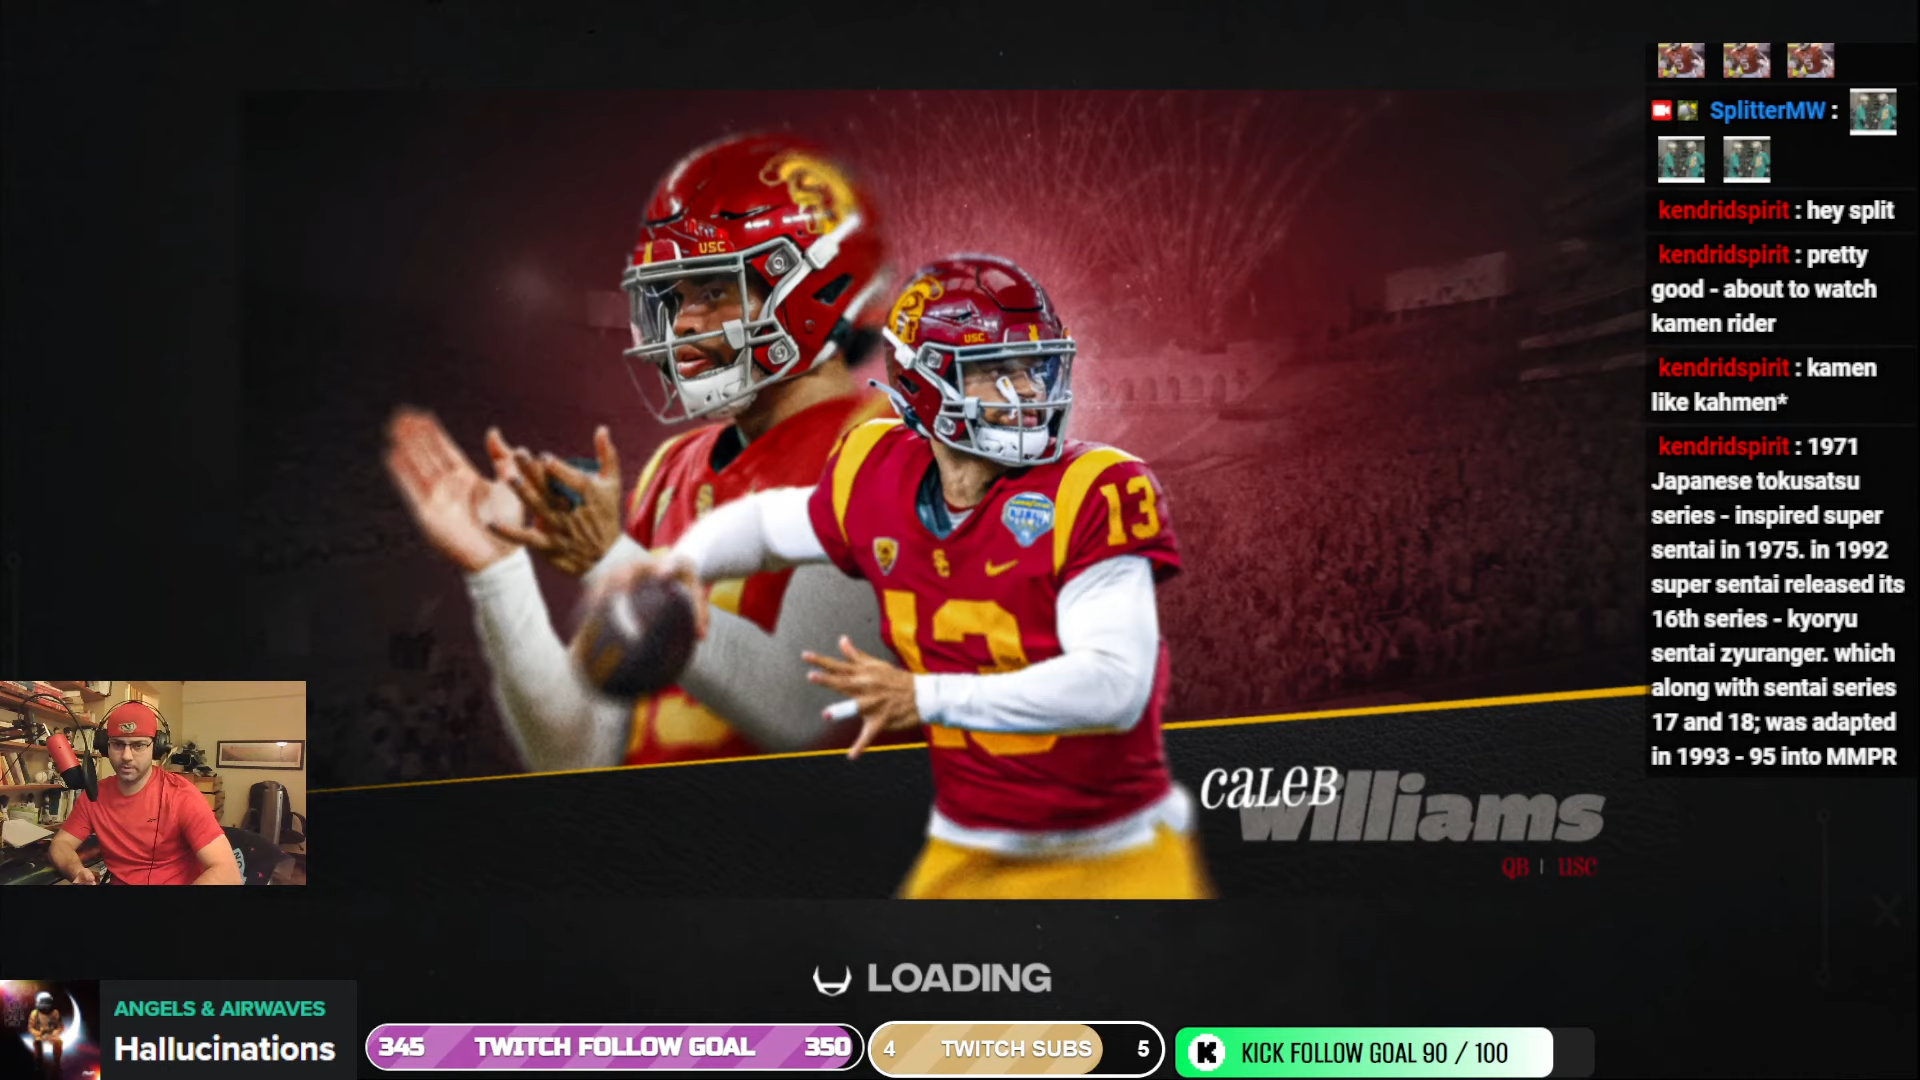 SplitterMW :
kendridspirit : hey split
kendridspirit : pretty
good - about to watch
kamen rider
kendridspirit : kamen
like kahmen*
kendridspirit : 1971
Japanese tokusatsu
series - inspired super
sentai in 1975. in 1992
super sentai released its
16th series - kyoryu
sentai zyuranger. which
along with sentai series
17 and 18; was adapted
in 1993 - 95 into MMPR
USC
USC
13
13
SC
caleb
williams
QB | USC
LOADING
ANGELS & AIRWAVES
Hallucinations
345 TWITCH FOLLOW GOAL 350
4 TWITCH SUBS 5
K KICK FOLLOW GOAL 90 / 100